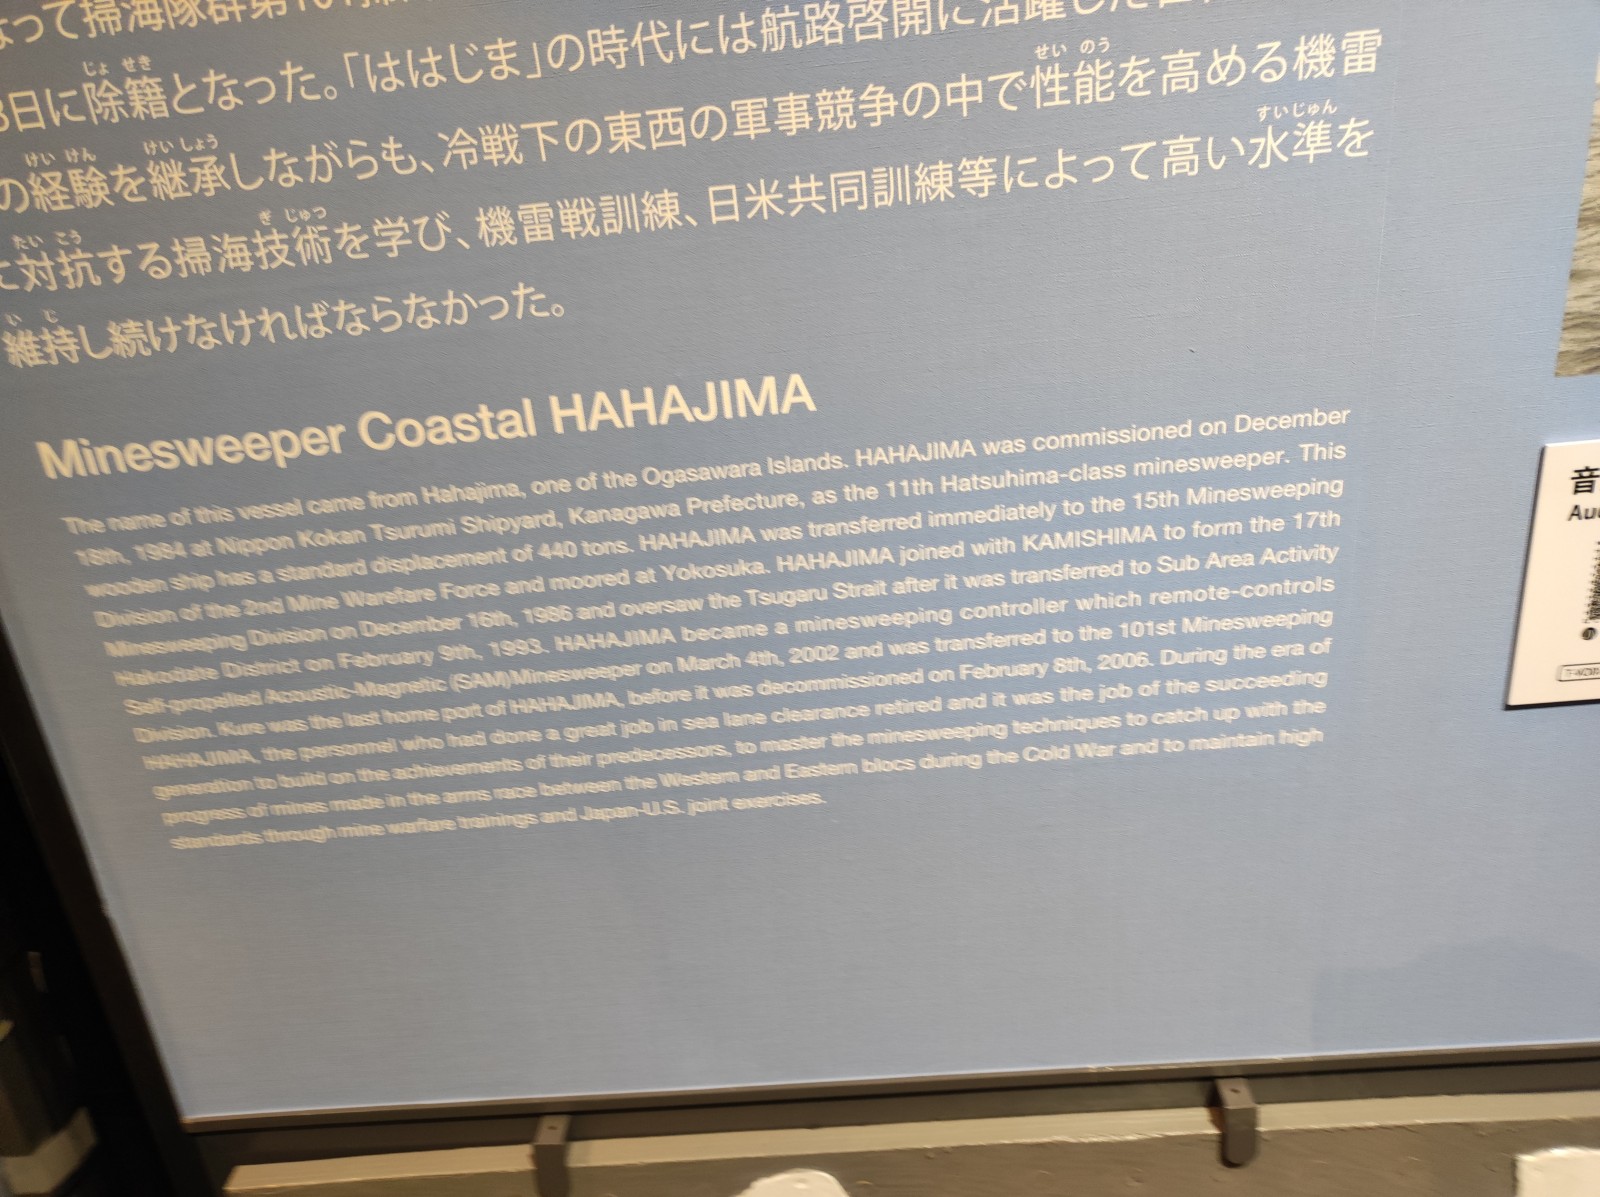 なって掃海隊群第101
8日に除籍となった。「ははじま」の時代には航路啓開に活躍した
の経験を継承しながらも、冷戦下の東西の軍事競争の中で性能を高める機雷
に対抗する掃海技術を学び、機雷戦訓練、日米共同訓練等によって高い水準を
維持し続けなければならなかった。
Minesweeper Coastal HAHAJIMA
The name of this vessel came from Hahajima, one of the Ogasawara Islands. HAHAJIMA was commissioned on December
18th, 1984 at Nippon Kokan Tsurumi Shipyard, Kanagawa Prefecture, as the 11th Hatsuhima-class minesweeper. This
wooden ship has a standard displacement of 440 tons. HAHAJIMA was transferred immediately to the 15th Minesweeping
Division of the 2nd Mine Warefare Force and moored at Yokosuka. HAHAJIMA joined with KAMISHIMA to form the 17th
Minesweeping Division on December 16th, 1986 and oversaw the Tsugaru Strait after it was transferred to Sub Area Activity
Hakodate District on February 9th, 1993. HAHAJIMA became a minesweeping controller which remote-controls
Self-propelled Acoustic-Magnetic (SAM)Minesweeper on March 4th, 2002 and was transferred to the 101st Minesweeping
Division. Kure was the last home port of HAHAJIMA, before it was decommissioned on February 8th, 2006. During the era of
HAHAJIMA, the personnel who had done a great job in sea lane clearance retired and it was the job of the succeeding
generation to build on the achievements of their predecessors, to master the minesweeping techniques to catch up with the
progress of mines made in the arms race between the Western and Eastern blocs during the Cold War and to maintain high
standards through mine warfare trainings and Japan-U.S. joint exercises.
音
Au